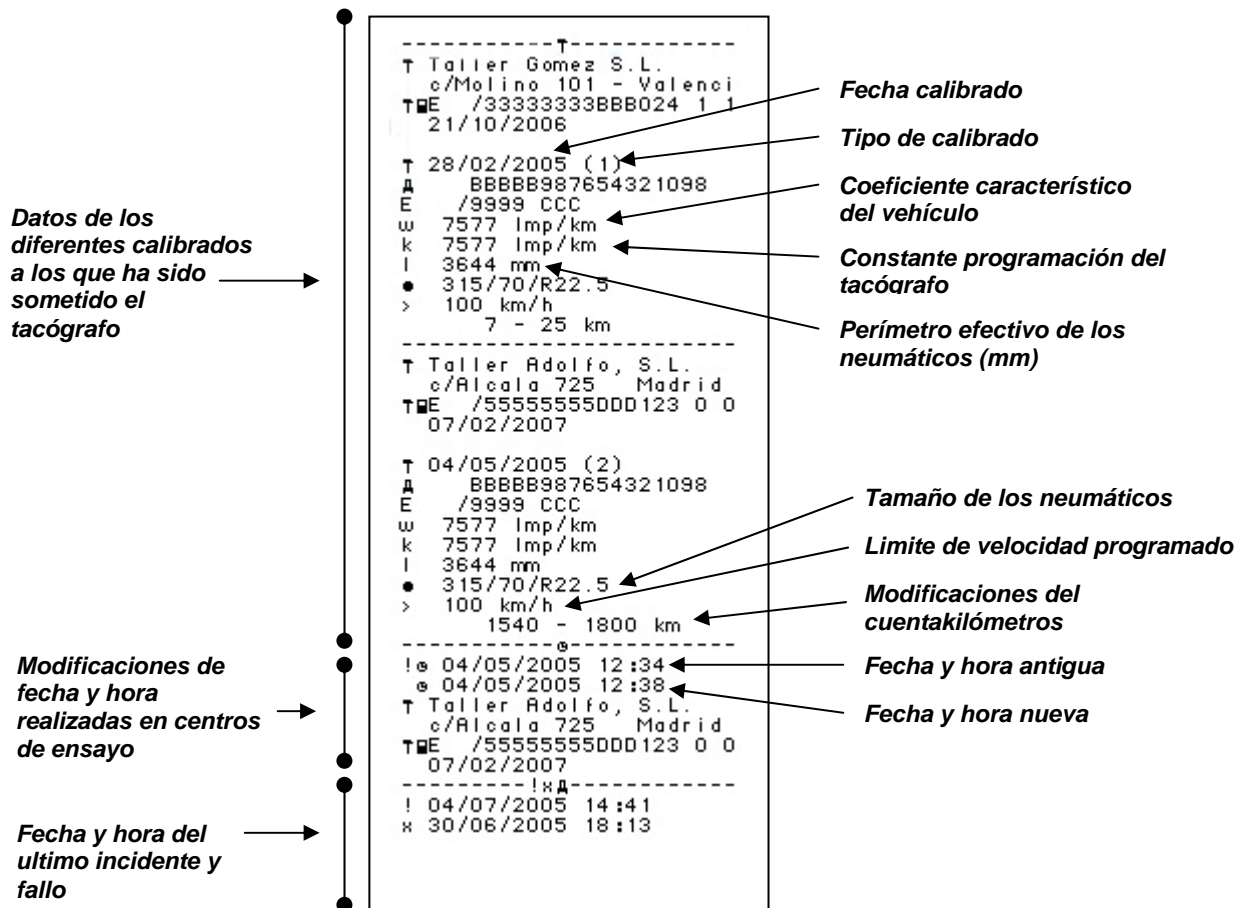 Datos de los
diferentes calibrados
a los que ha sido
sometido el
tacógrafo
Modificaciones de
fecha y hora
realizadas en centros
de ensayo
Fecha y hora del
ultimo incidente y
fallo
Taller Gomez S.L.
c/Molino 101 - Valenci
E /33333333BBB024 1 1
21/10/2006
28/02/2005 (1)
BBBBB987654321098
E /9999 CCC
w 7577 Imp/km
k 7577 Imp/km
l 3644 mm
● 315/70/R22.5
> 100 km/h
7 - 25 km
Taller Adolfo, S.L.
c/Alcala 725 Madrid
E /55555555DDD123 0 0
07/02/2007
04/05/2005 (2)
BBBBB987654321098
E /9999 CCC
w 7577 Imp/km
k 7577 Imp/km
l 3644 mm
● 315/70/R22.5
> 100 km/h
1540 - 1800 km
! 04/05/2005 12:34
04/05/2005 12:38
Taller Adolfo, S.L.
c/Alcala 725 Madrid
E /55555555DDD123 0 0
07/02/2007
! x
! 04/07/2005 14:41
x 30/06/2005 18:13
Fecha calibrado
Tipo de calibrado
Coeficiente característico
del vehículo
Constante programación del
tacógrafo
Perímetro efectivo de los
neumáticos (mm)
Tamaño de los neumáticos
Limite de velocidad programado
Modificaciones del
cuentakilómetros
Fecha y hora antigua
Fecha y hora nueva